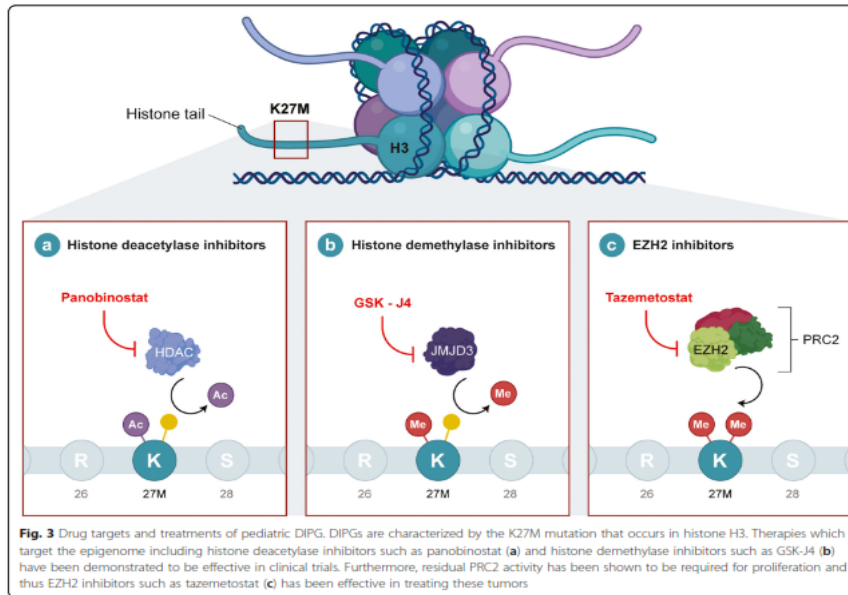 K27M
Histone tail
H3
a Histone deacetylase inhibitors
Panobinostat
HDAC
Ac
Ac
R K S
26 27M 28
b Histone demethylase inhibitors
GSK - J4
JMJD3
Me
Me
R K S
26 27M 28
c EZH2 inhibitors
Tazemetostat
EZH2
PRC2
Me Me
R K S
26 27M 28
Fig. 3 Drug targets and treatments of pediatric DIPG. DIPGs are characterized by the K27M mutation that occurs in histone H3. Therapies which
target the epigenome including histone deacetylase inhibitors such as panobinostat (a) and histone demethylase inhibitors such as GSK-J4 (b)
have been demonstrated to be effective in clinical trials. Furthermore, residual PRC2 activity has been shown to be required for proliferation and
thus EZH2 inhibitors such as tazemetostat (c) has been effective in treating these tumors